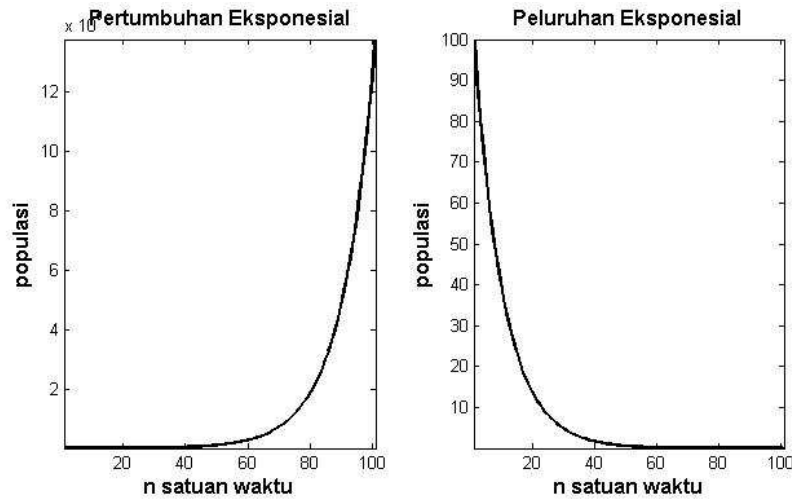 Pertumbuhan Eksponesial
x 10
12
10
8
6
4
2
populasi
20 40 60 80 100
n satuan waktu
Peluruhan Eksponesial
100
90
80
70
60
50
40
30
20
10
populasi
20 40 60 80 100
n satuan waktu